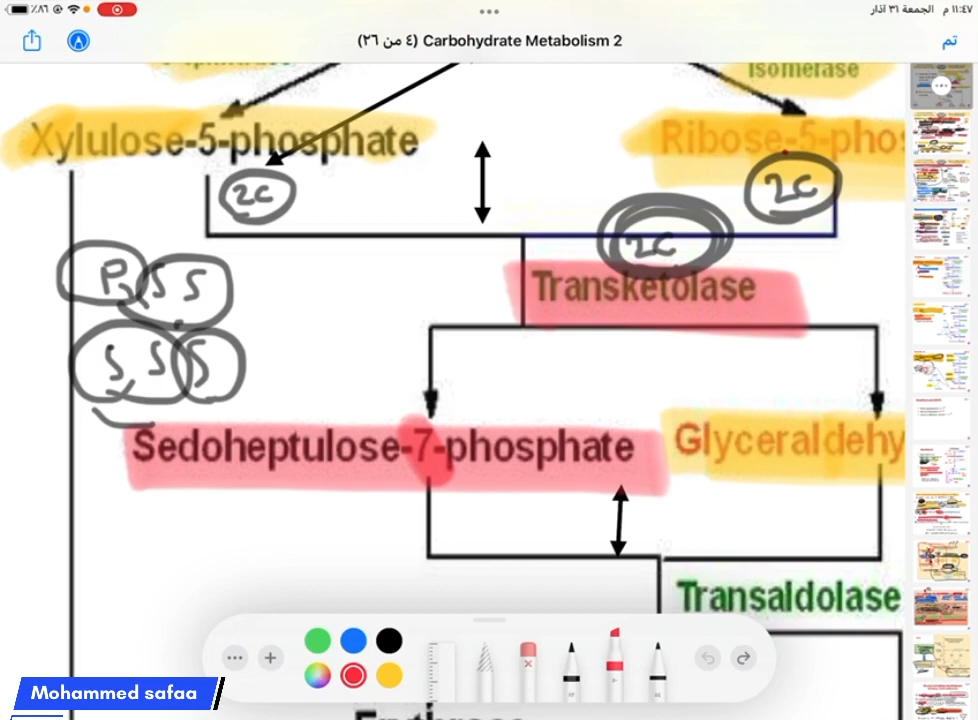 ٪٨٦
١١:٤٧ م الجمعة ٣١ آذار
Carbohydrate Metabolism 2 (٤ من ٢٦)
تم
Isomerase
Xylulose-5-phosphate
Ribose-5-phos
2C
2C
2C
P S S
S S S
Transketolase
Sedoheptulose-7-phosphate
Glyceraldehy
Transaldolase
Mohammed safaa